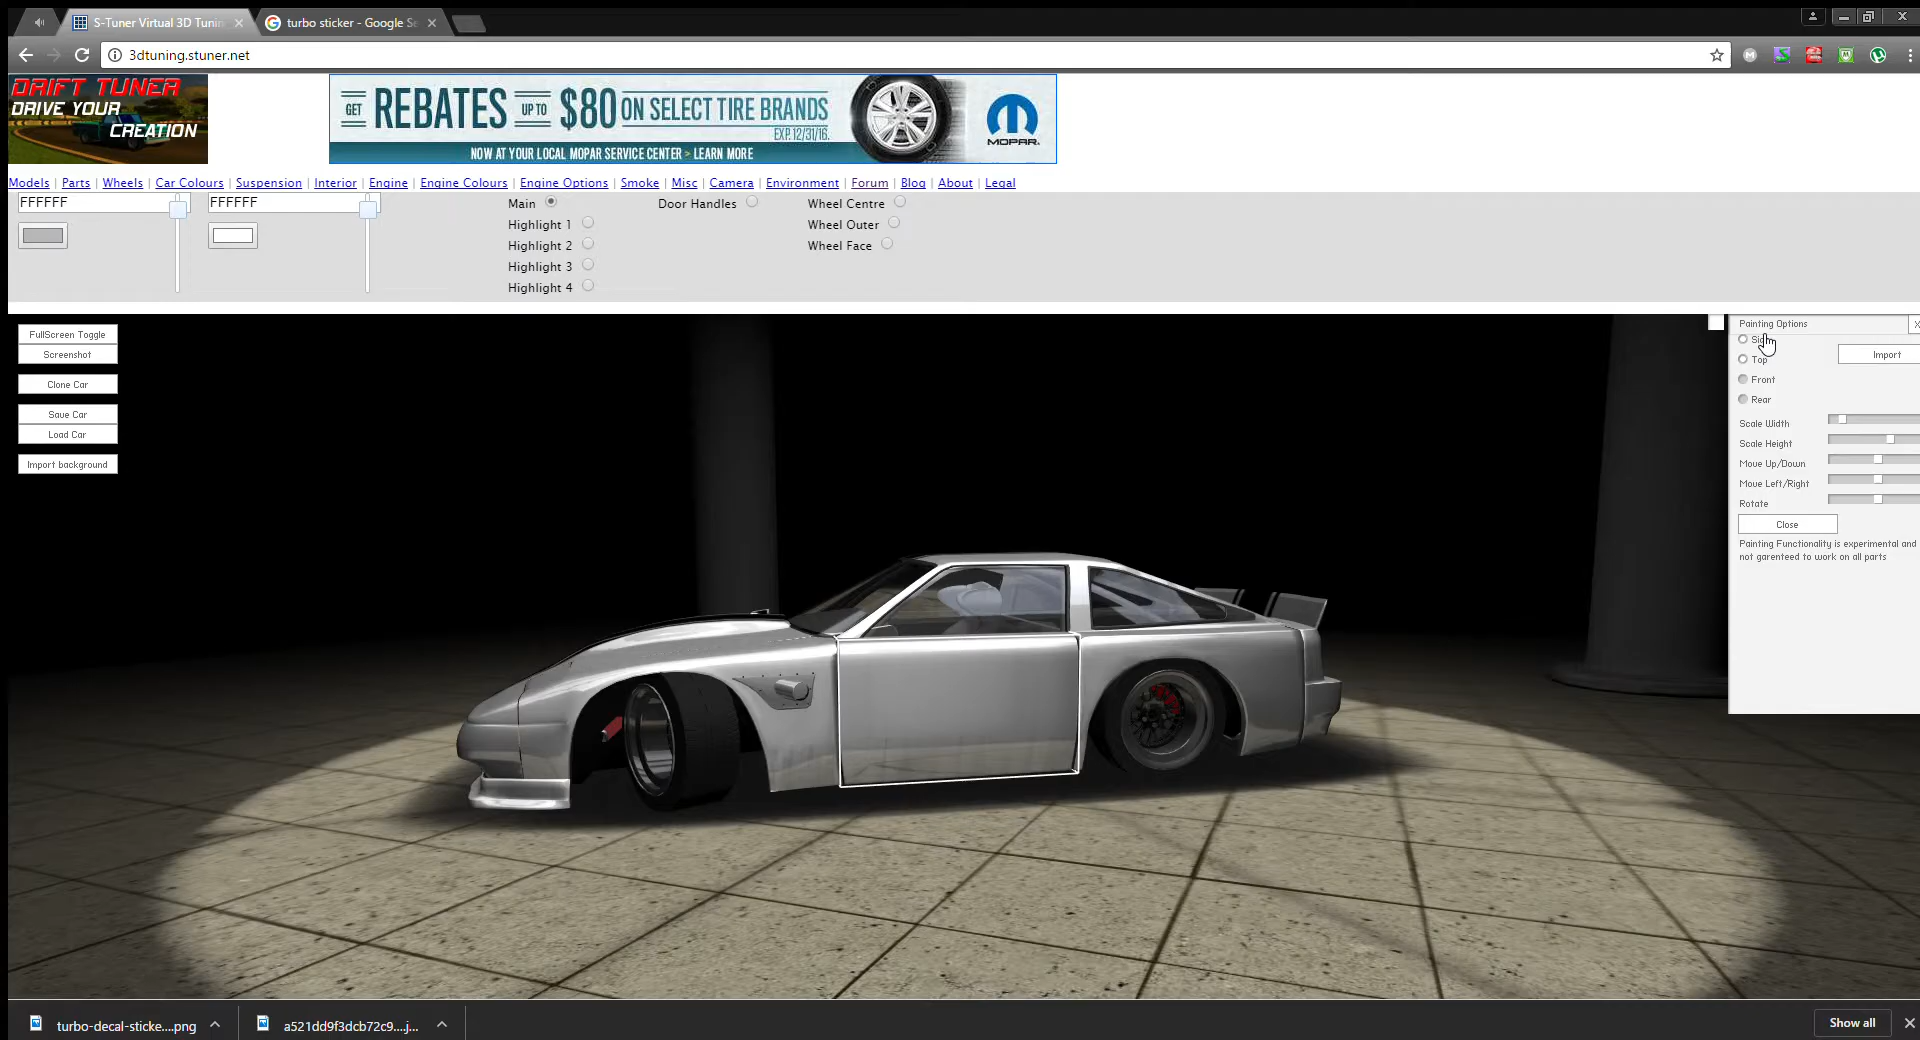 S-Tuner Virtual 3D Tunin
turbo sticker - Google Se
3dtuning.stuner.net
DRIFT TUNER
DRIVE YOUR
CREATION
GET REBATES UP TO $80 ON SELECT TIRE BRANDS
EXP. 12/31/16.
NOW AT YOUR LOCAL MOPAR SERVICE CENTER > LEARN MORE
MOPAR.
Models | Parts | Wheels | Car Colours | Suspension | Interior | Engine | Engine Colours | Engine Options | Smoke | Misc | Camera | Environment | Forum | Blog | About | Legal
FFFFFF
FFFFFF
Main
Highlight 1
Highlight 2
Highlight 3
Highlight 4
Door Handles
Wheel Centre
Wheel Outer
Wheel Face
FullScreen Toggle
Screenshot
Clone Car
Save Car
Load Car
Import background
Painting Options
X
Top
Import
Front
Rear
Scale Width
Scale Height
Move Up/Down
Move Left/Right
Rotate
Close
Painting Functionality is experimental and
not garenteed to work on all parts
turbo-decal-sticke....png
a521dd9f3dcb72c9....j...
Show all